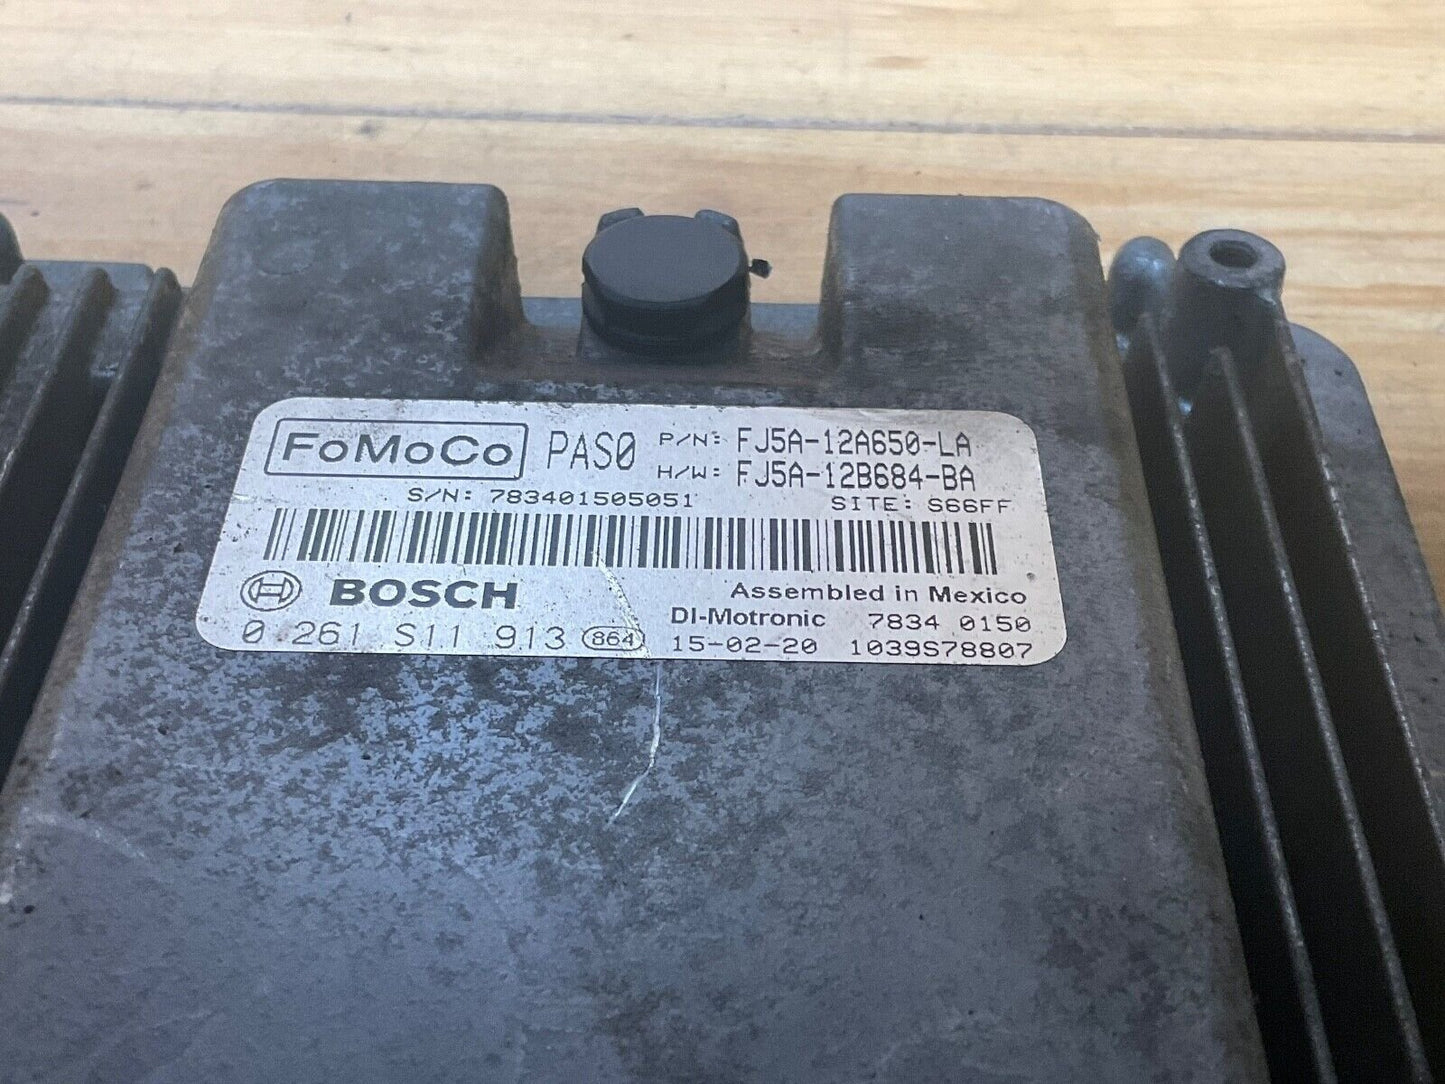 FoMoCo PAS0 P/N: FJ5A-12A650-LA
H/W: FJ5A-12B684-BA
S/N: 783401505051 SITE: S66FF
BOSCH Assembled in Mexico
DI-Motronic 7834 0150
0 261 S11 913 864 15-02-20 1039S78807